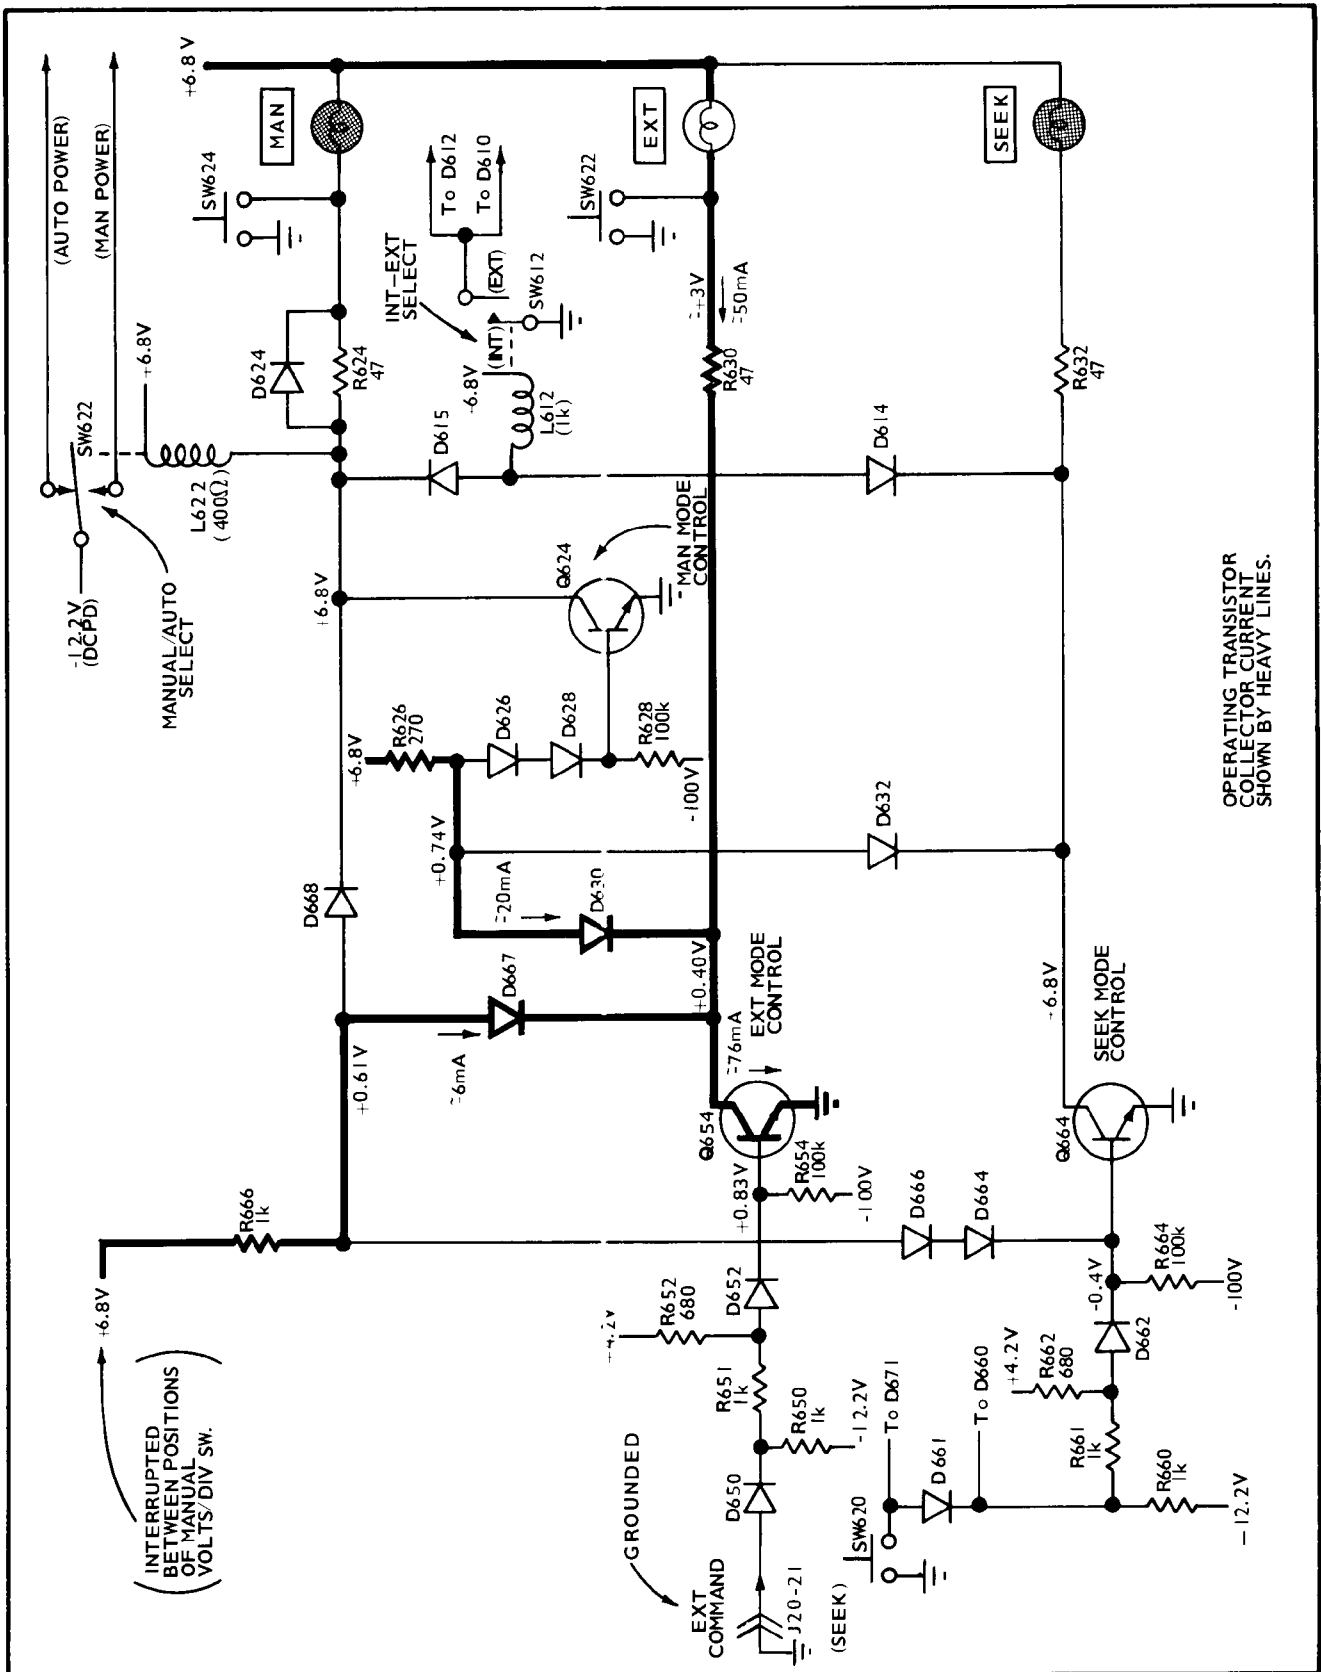 (INTERRUPTED
BETWEEN POSITIONS
OF MANUAL
VOLTS/DIV SW.)
+6.8V
R666
1k
+0.61V
D668
~6mA
D667
-12.2V
(DCPD)
MANUAL/AUTO
SELECT
SW622
L622
(400Ω)
+6.8V
(AUTO POWER)
(MAN POWER)
+6.8V
+6.8V
D624
R624
47
SW624
MAN
+6.8V
R626
270
+0.74V
~20mA
D630
D626
D628
R628
100k
-100V
Q624
MAN MODE
CONTROL
D615
L612
(1k)
+6.8V
INT-EXT
SELECT
(INT)
(EXT)
SW612
To D612
To D610
GROUNDED
EXT
COMMAND
J20-21
D650
R650
1k
-12.2V
R651
1k
+4.2V
R652
680
D652
+0.83V
R654
100k
-100V
Q654
~76mA
EXT MODE
CONTROL
+0.40V
R630
47
~+3V
~50mA
SW622
EXT
D632
D614
(SEEK)
SW620
To D671
D661
To D660
R660
1k
-12.2V
R661
1k
+4.2V
R662
680
D662
-0.4V
R664
100k
-100V
D666
D664
Q664
SEEK MODE
CONTROL
+6.8V
R632
47
SEEK
OPERATING TRANSISTOR
COLLECTOR CURRENT
SHOWN BY HEAVY LINES.